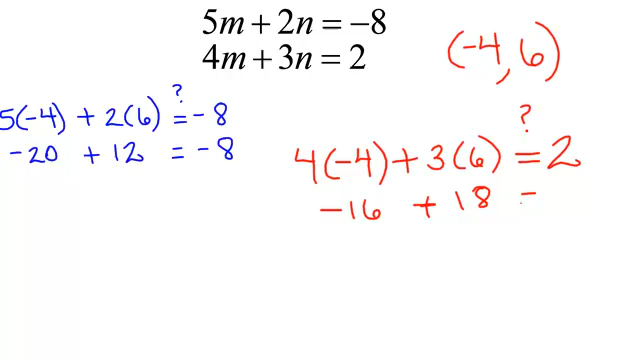 5m + 2n = −8
4m + 3n = 2
(-4, 6)
5(-4) + 2(6) ?= -8
-20 + 12 = -8
4(-4) + 3(6) ?= 2
-16 + 18 =